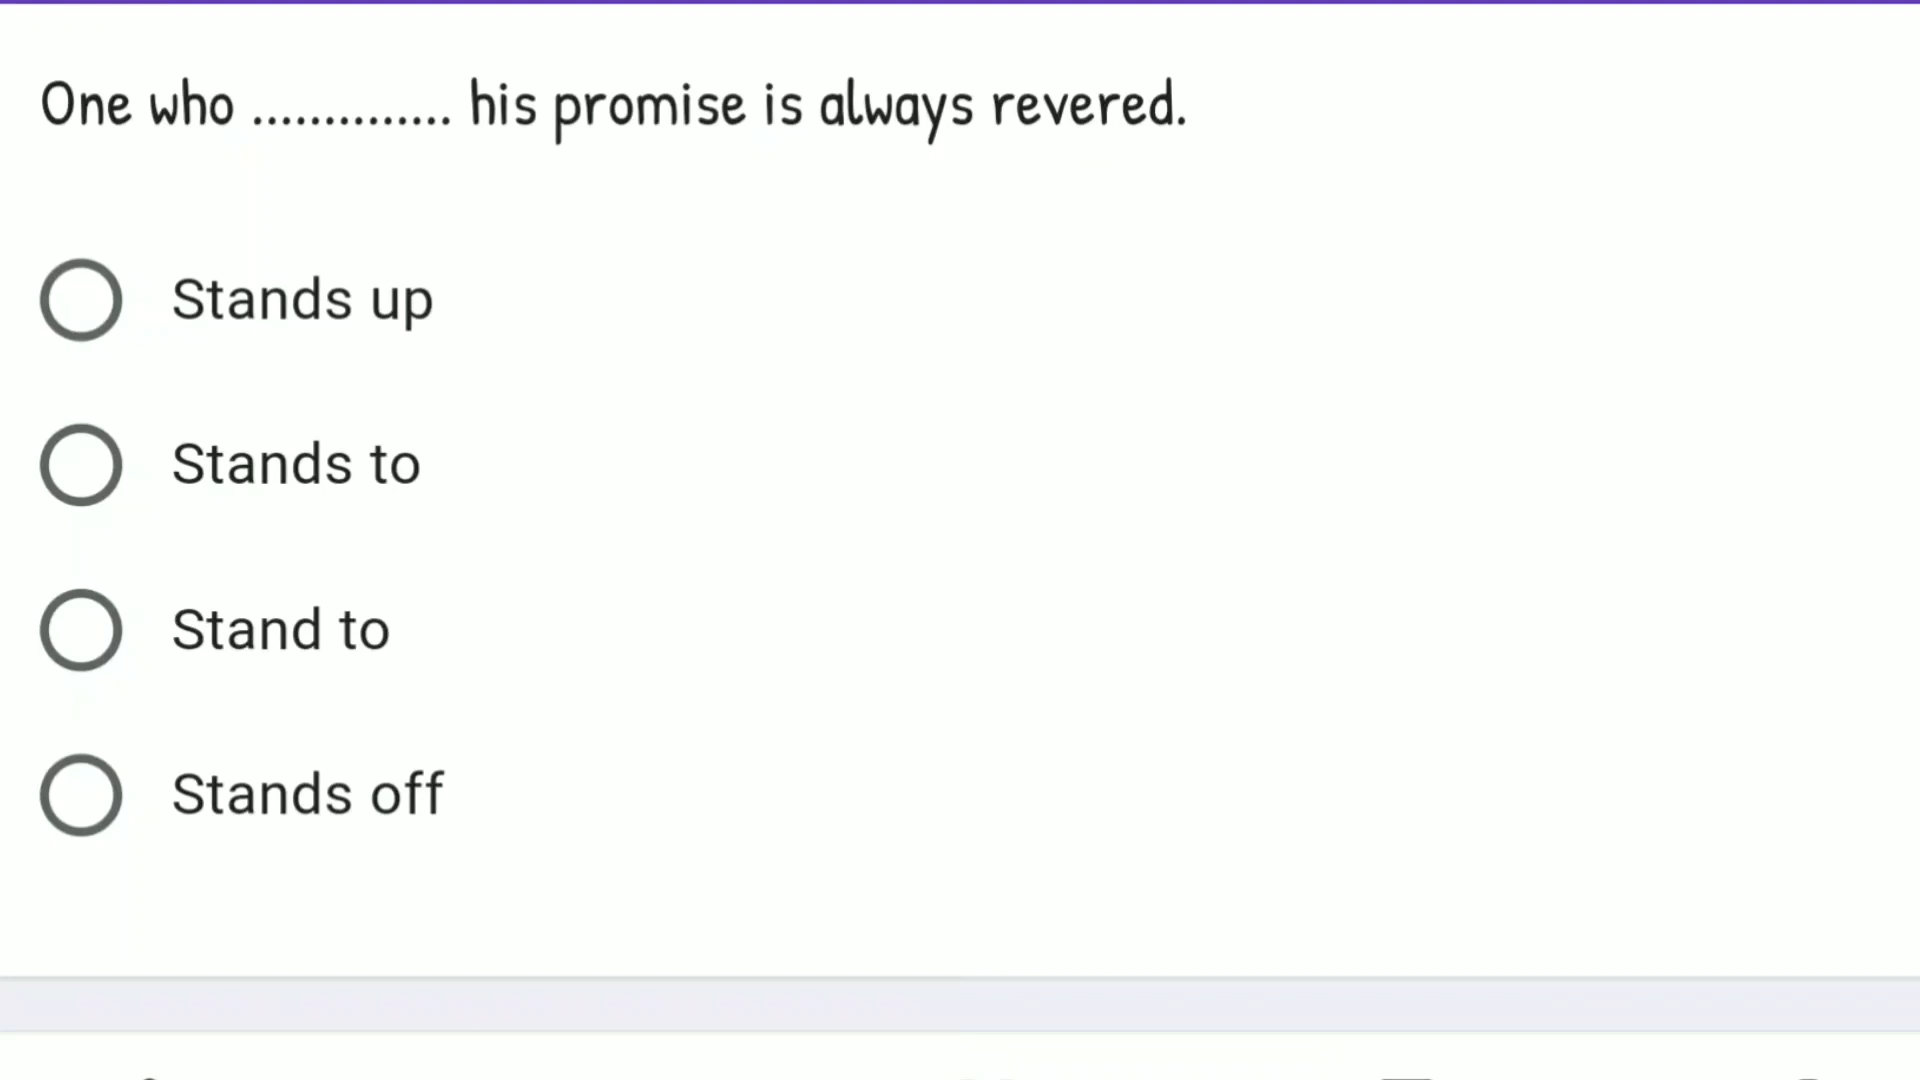 One who .............. his promise is always revered.
Stands up
Stands to
Stand to
Stands off